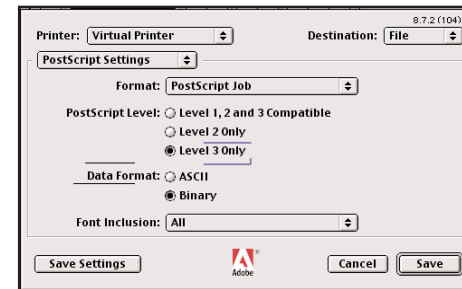 8.7.2 (104)
Printer: Virtual Printer Destination: File
PostScript Settings
Format: PostScript Job
PostScript Level: Level 1, 2 and 3 Compatible
Level 2 Only
Level 3 Only
Data Format: ASCII
Binary
Font Inclusion: All
Save Settings Adobe ® Cancel Save